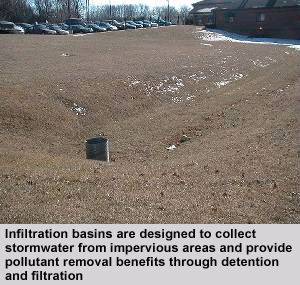 Infiltration basins are designed to collect
stormwater from impervious areas and provide
pollutant removal benefits through detention
and filtration